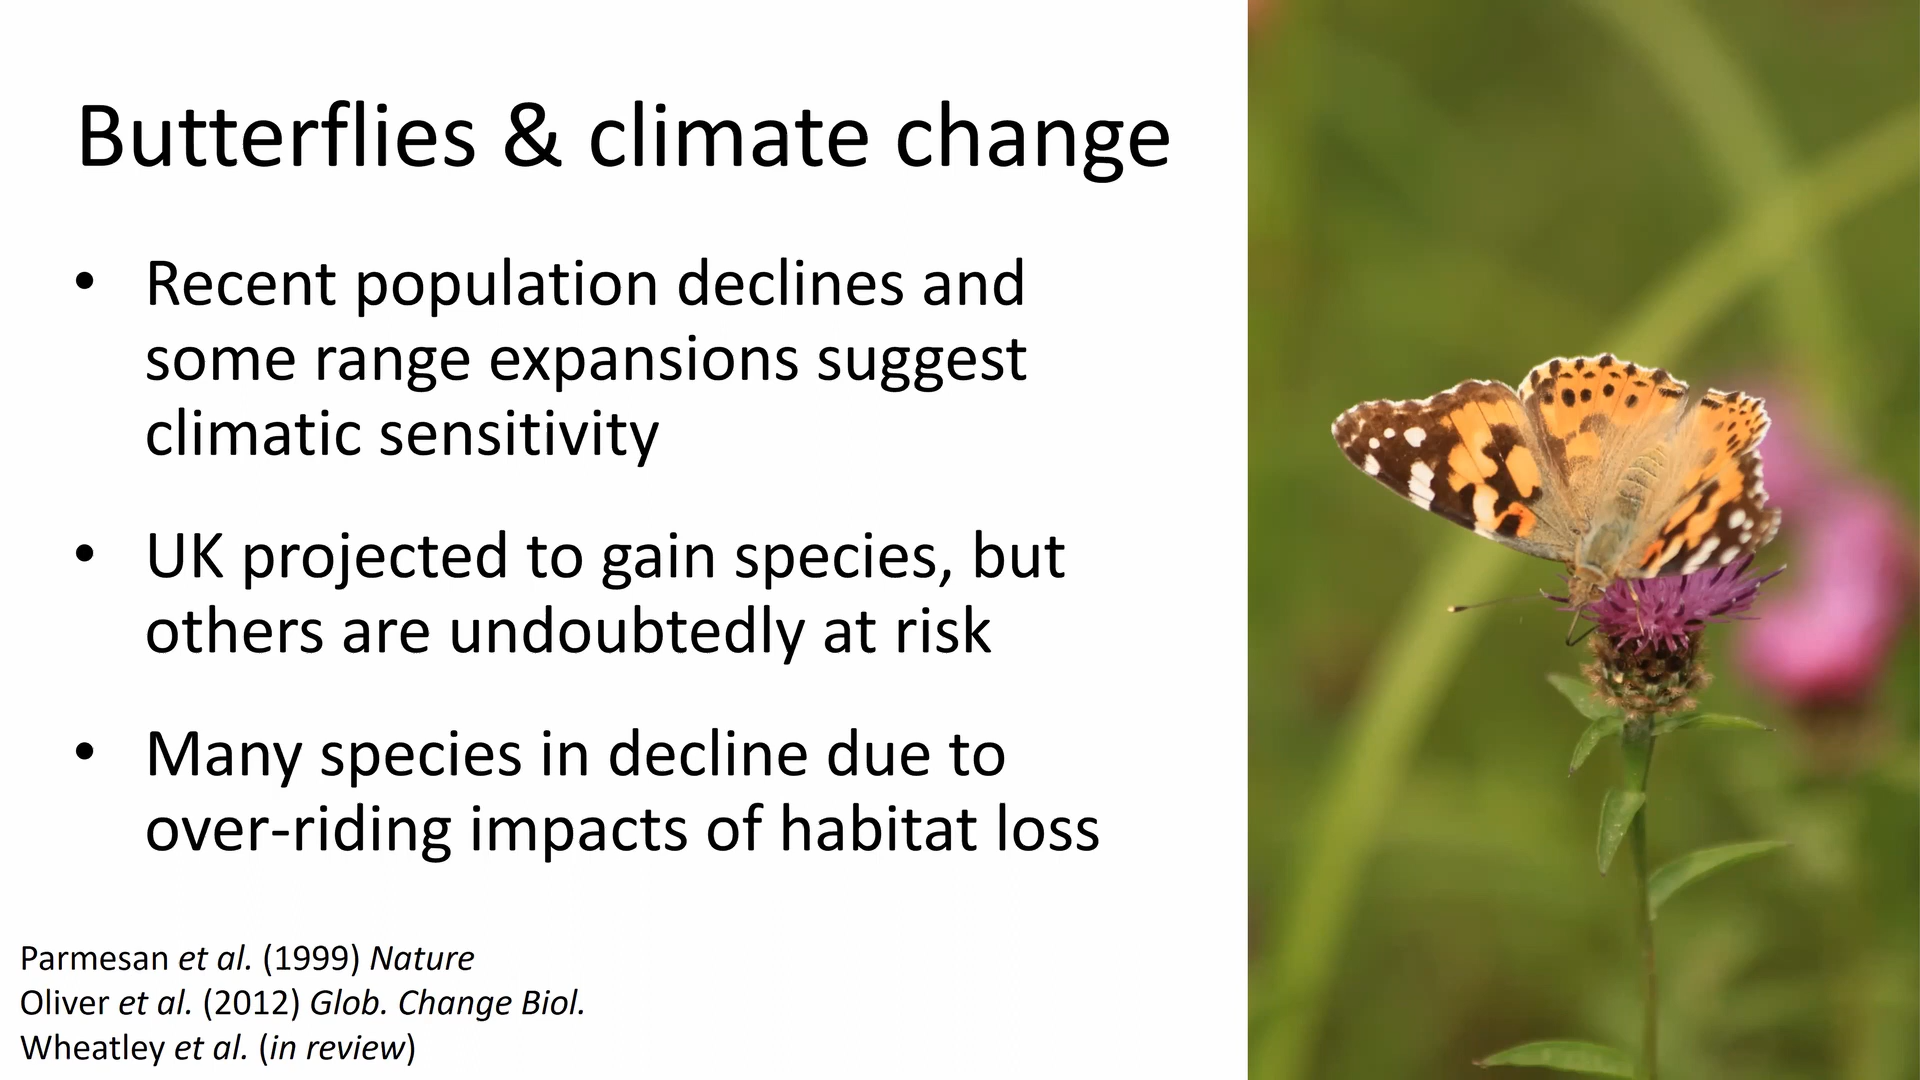 Butterflies & climate change
• Recent population declines and
some range expansions suggest
climatic sensitivity
• UK projected to gain species, but
others are undoubtedly at risk
• Many species in decline due to
over-riding impacts of habitat loss
Parmesan et al. (1999) Nature
Oliver et al. (2012) Glob. Change Biol.
Wheatley et al. (in review)